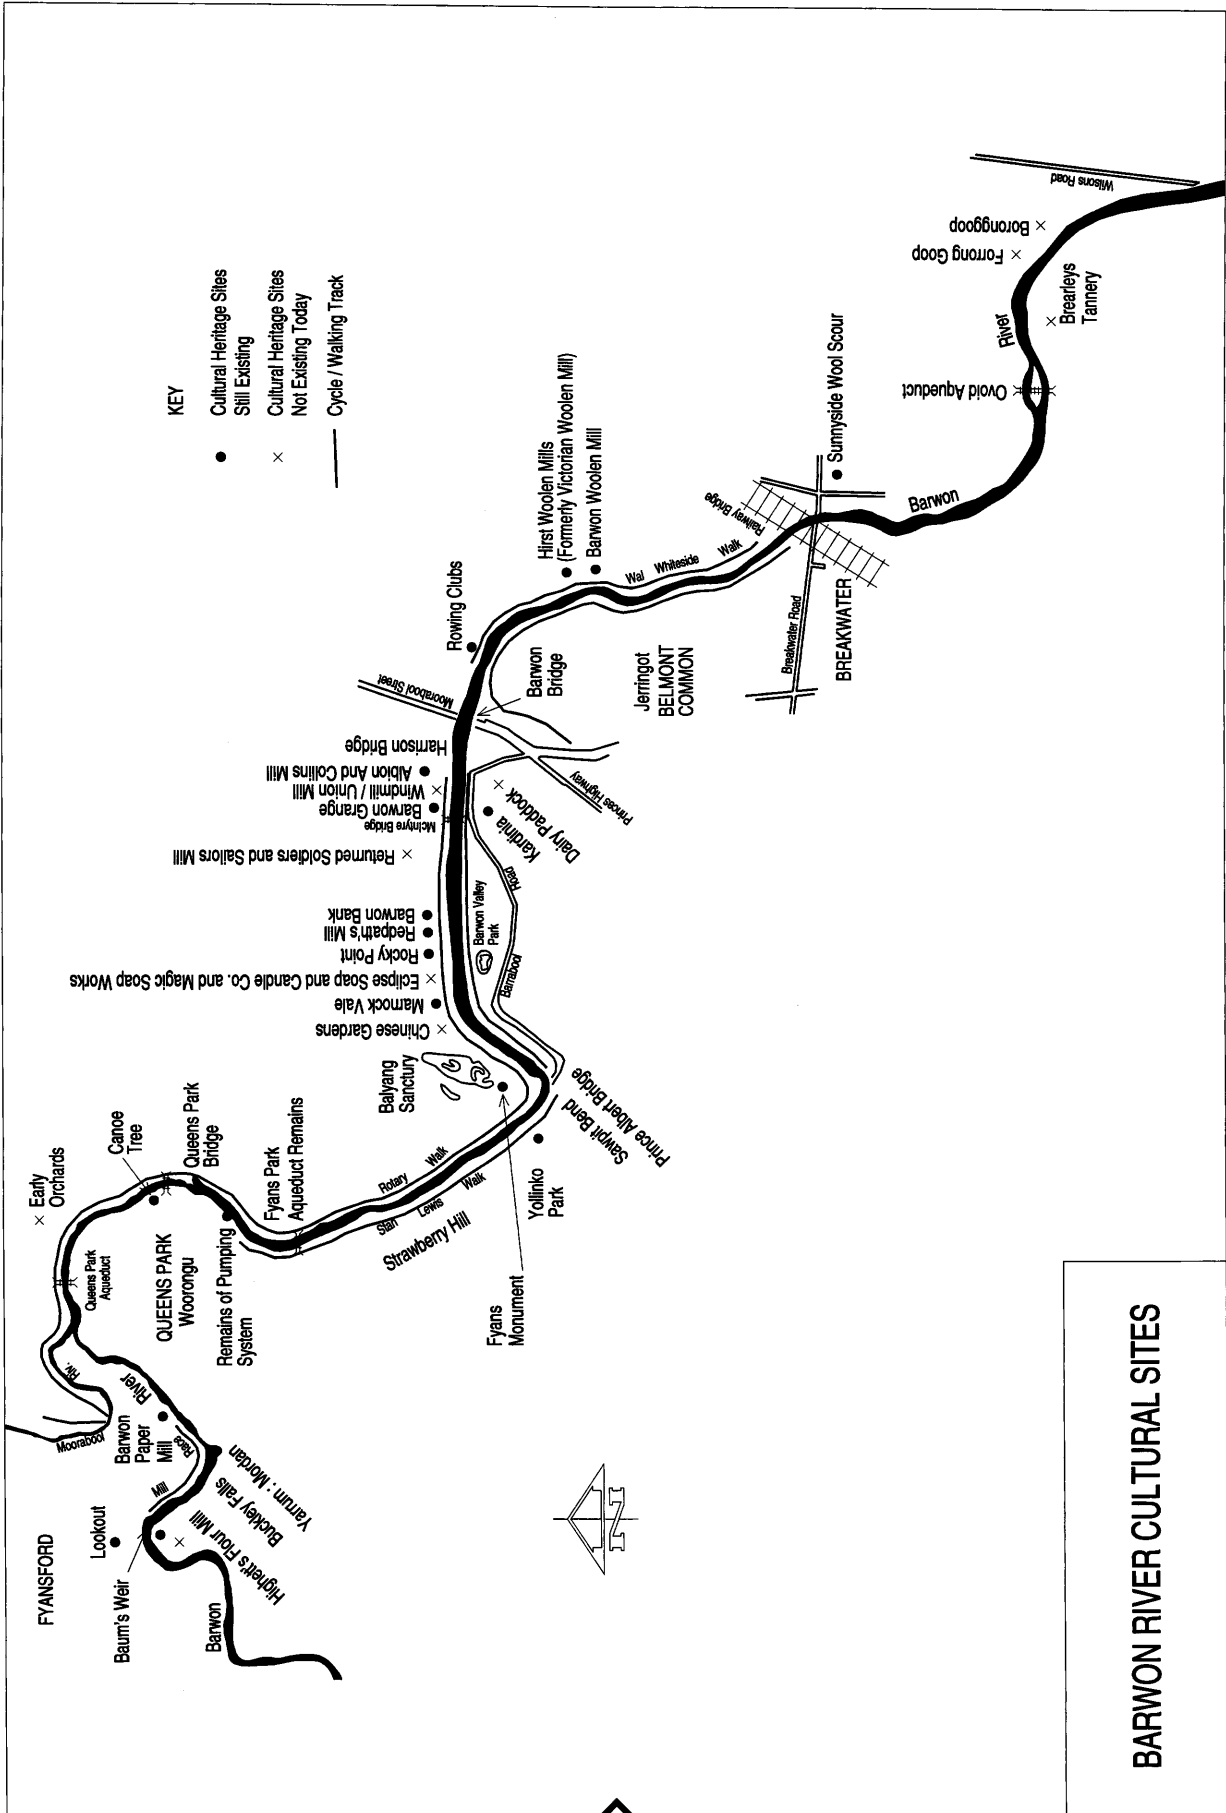 FYANSFORD
Lookout
Baum's Weir
Barwon
Highett's Flour Mill
Buckley Falls
Yarrum : Mordan
Mill
Race
Barwon
Paper
Mill
River
Moorabool
Riv.
Queens Park
Aqueduct
Early
Orchards
Canoe
Tree
QUEENS PARK
Woorongu
Queens Park
Bridge
Remains of Pumping
System
Fyans Park
Aqueduct Remains
Rotary Walk
Stan Lewis Walk
Strawberry Hill
Fyans
Monument
Yollinko
Park
Balyang
Sanctury
Sawpit Bend
Prince Albert Bridge
Chinese Gardens
Marnock Vale
Eclipse Soap and Candle Co. and Magic Soap Works
Rocky Point
Redpath's Mill
Barwon Bank
Returned Soldiers and Sailors Mill
McIntyre Bridge
Barwon Grange
Windmill / Union Mill
Albion And Collins Mill
Harrison Bridge
Barwon Valley
Park
Barrabool Road
Kardinia
Dairy Paddock
Princes Highway
Moorabool Street
Barwon
Bridge
Rowing Clubs
Jerringot
BELMONT
COMMON
Hirst Woolen Mills
(Formerly Victorian Woolen Mill)
Barwon Woolen Mill
Wal Whiteside Walk
Railway Bridge
Breakwater Road
BREAKWATER
Sunnyside Wool Scour
Barwon
River
Ovoid Aqueduct
Brearleys
Tannery
Forrong Goop
Boronggoop
Wilsons Road
KEY
Cultural Heritage Sites
Still Existing
Cultural Heritage Sites
Not Existing Today
Cycle / Walking Track
N
BARWON RIVER CULTURAL SITES